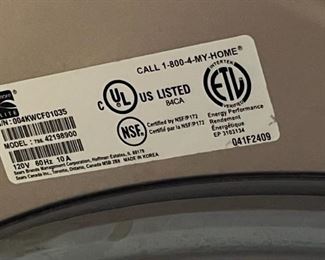 CALL 1-800-4-MY-HOME®
S/N: 004KWCF01035
MODEL: 796.42198900
120V 60Hz 10A
Sears Brands Management Corporation, Hoffman Estates, IL 60179
Sears Canada Inc., Toronto, Ontario, Canada M5B 2B8 MADE IN KOREA
C UL US LISTED
84CA
NSF
Certified by NSF/P172
Certifié par NSF/P172
ETL
Energy Performance
Rendement
Énergétique
EP 3103134
041F2409